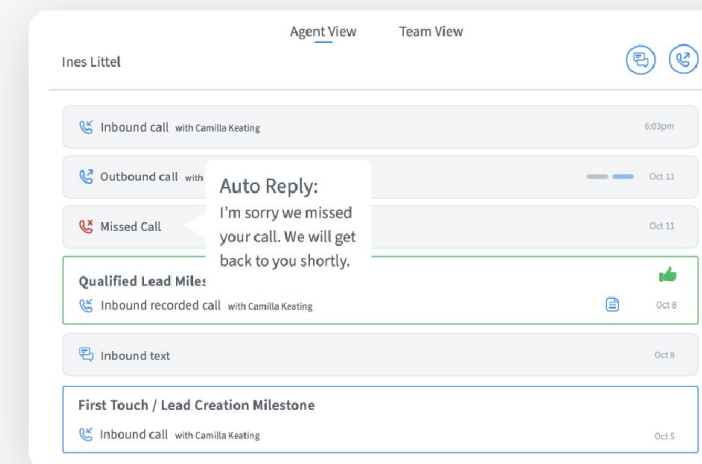 Agent View Team View
Ines Littel
Inbound call with Camilla Keating 6:03pm
Outbound call with Oct 11
Auto Reply:
I'm sorry we missed
your call. We will get
back to you shortly.
Missed Call Oct 11
Qualified Lead
Inbound recorded call with Camilla Keating Oct 8
Inbound text Oct 8
First Touch / Lead Creation Milestone
Inbound call with Camilla Keating Oct 5